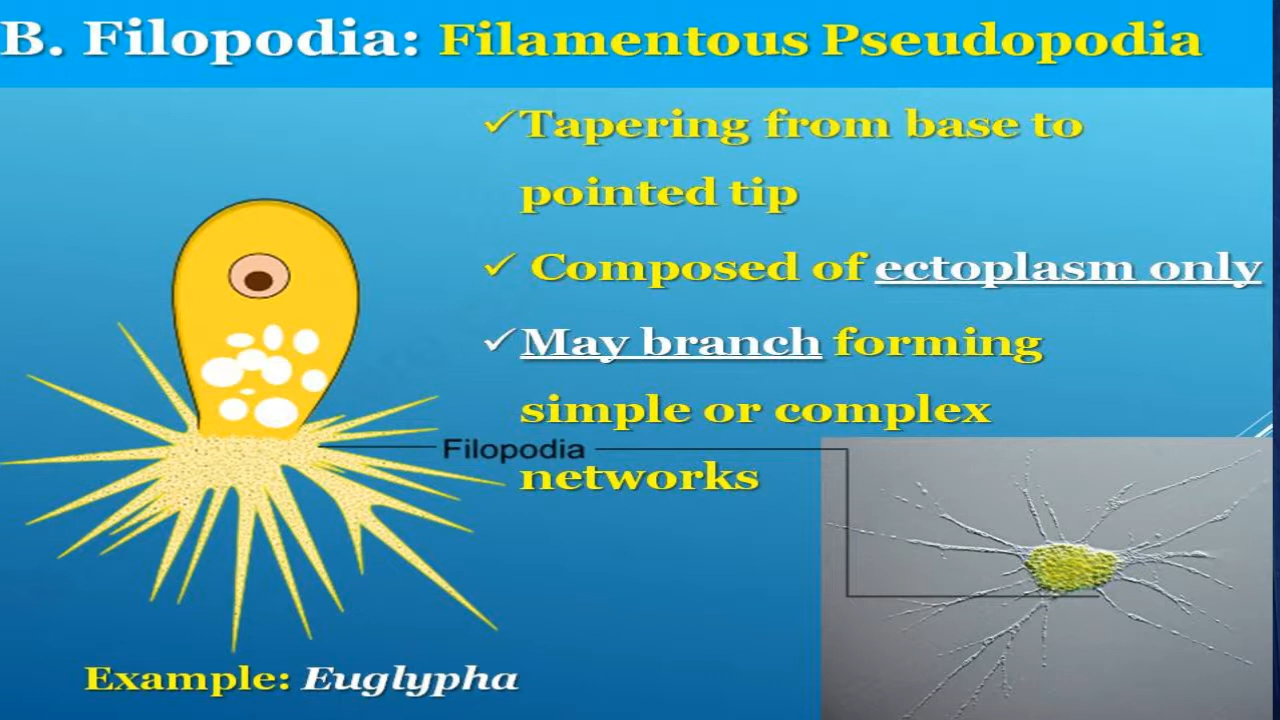 B. Filopodia: Filamentous Pseudopodia
✓Tapering from base to
pointed tip
✓ Composed of ectoplasm only
✓May branch forming
simple or complex
Filopodia
networks
Example: Euglypha